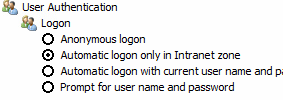 User Authentication
Logon
Anonymous logon
Automatic logon only in Intranet zone
Automatic logon with current user name and
Prompt for user name and password